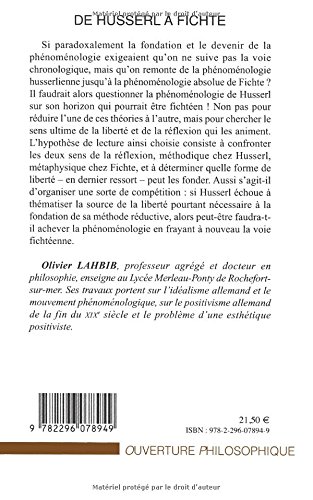 Matériel protégé par le droit d'auteur
DE HUSSERL À FICHTE
Si paradoxalement la fondation et le devenir de la
phénoménologie exigeaient qu'on ne suive pas la voie
chronologique, mais qu'on remonte de la phénoménologie
husserlienne jusqu'à la phénoménologie absolue de Fichte ?
Il faudrait alors questionner la phénoménologie de Husserl
sur son horizon qui pourrait être fichtéen ! Non pas pour
réduire l'une de ces théories à l'autre, mais pour chercher le
sens ultime de la liberté et de la réflexion qui les animent.
L'hypothèse de lecture ainsi choisie consiste à confronter
les deux sens de la réflexion, méthodique chez Husserl,
métaphysique chez Fichte, et à déterminer quelle forme de
liberté – en dernier ressort – peut les fonder. Aussi s'agit-il
d'organiser une sorte de compétition : si Husserl échoue à
thématiser la source de la liberté pourtant nécessaire à la
fondation de sa méthode réductive, alors peut-être faudra-t-
il achever la phénoménologie en frayant à nouveau la voie
fichtéenne.
Olivier LAHBIB, professeur agrégé et docteur en
philosophie, enseigne au Lycée Merleau-Ponty de Rochefort-
sur-mer. Ses travaux portent sur l'idéalisme allemand et le
mouvement phénoménologique, sur le positivisme allemand
de la fin du XIXe siècle et le problème d'une esthétique
positiviste.
9 782296 078949
21,50 €
ISBN : 978-2-296-07894-9
OUVERTURE PHILOSOPHIQUE
Matériel protégé par le droit d'auteur